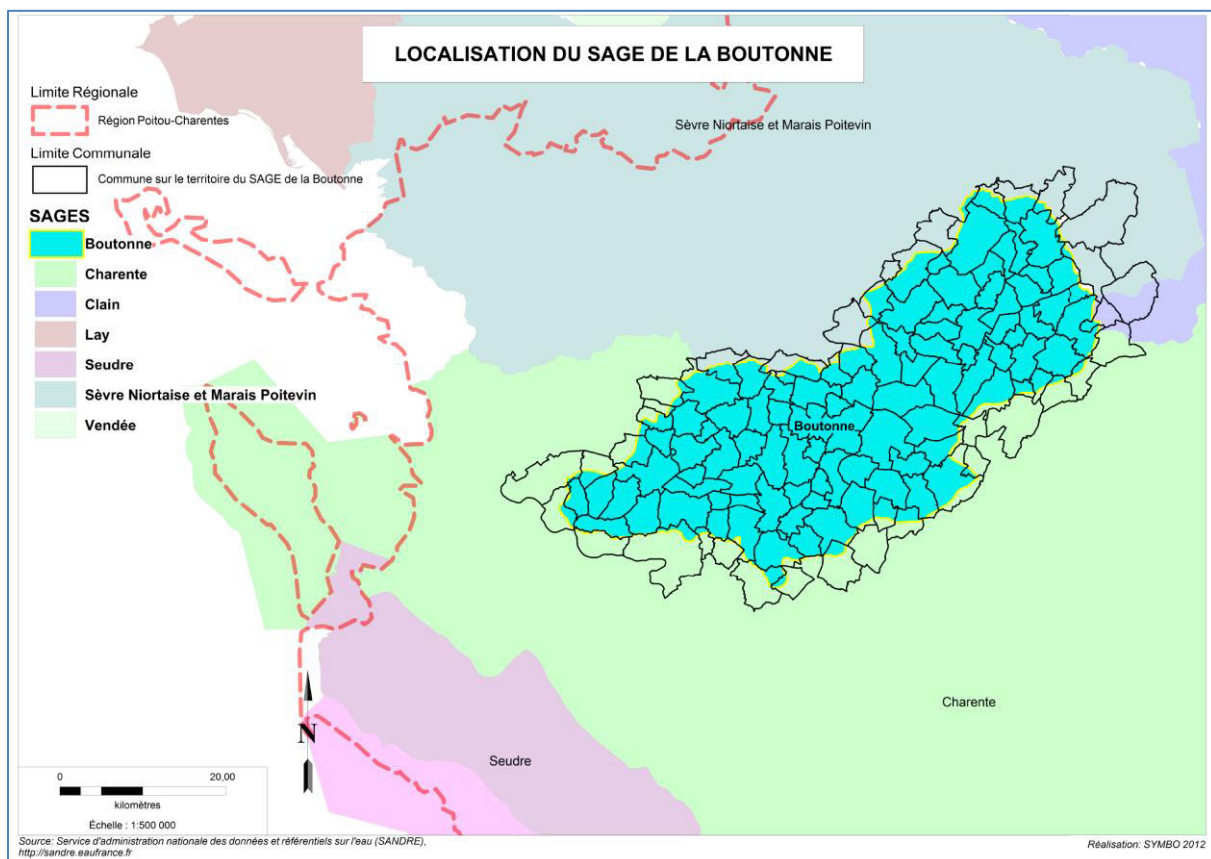 LOCALISATION DU SAGE DE LA BOUTONNE
Limite Régionale
Région Poitou-Charentes
Limite Communale
Commune sur le territoire du SAGE de la Boutonne
SAGES
Boutonne
Charente
Clain
Lay
Seudre
Sèvre Niortaise et Marais Poitevin
Vendée
Sèvre Niortaise et Marais Poitevin
Boutonne
Charente
Seudre
N
0 20,00
kilomètres
Échelle : 1:500 000
Source: Service d'administration nationale des données et référentiels sur l'eau (SANDRE),
http://sandre.eaufrance.fr
Réalisation: SYMBO 2012